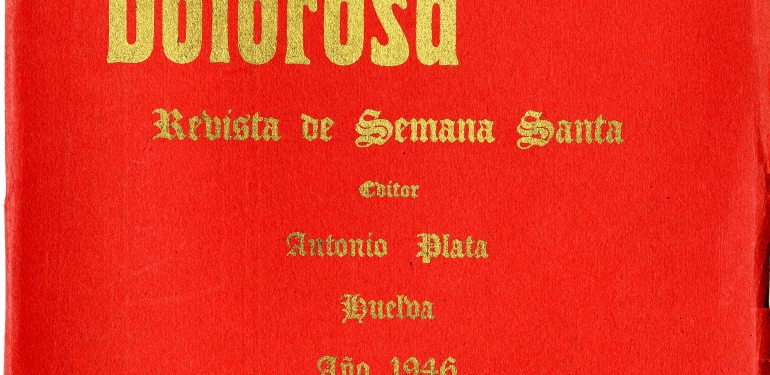 Dolorosa
Revista de Semana Santa
Editor
Antonio Plata
Huelva
Año 1946